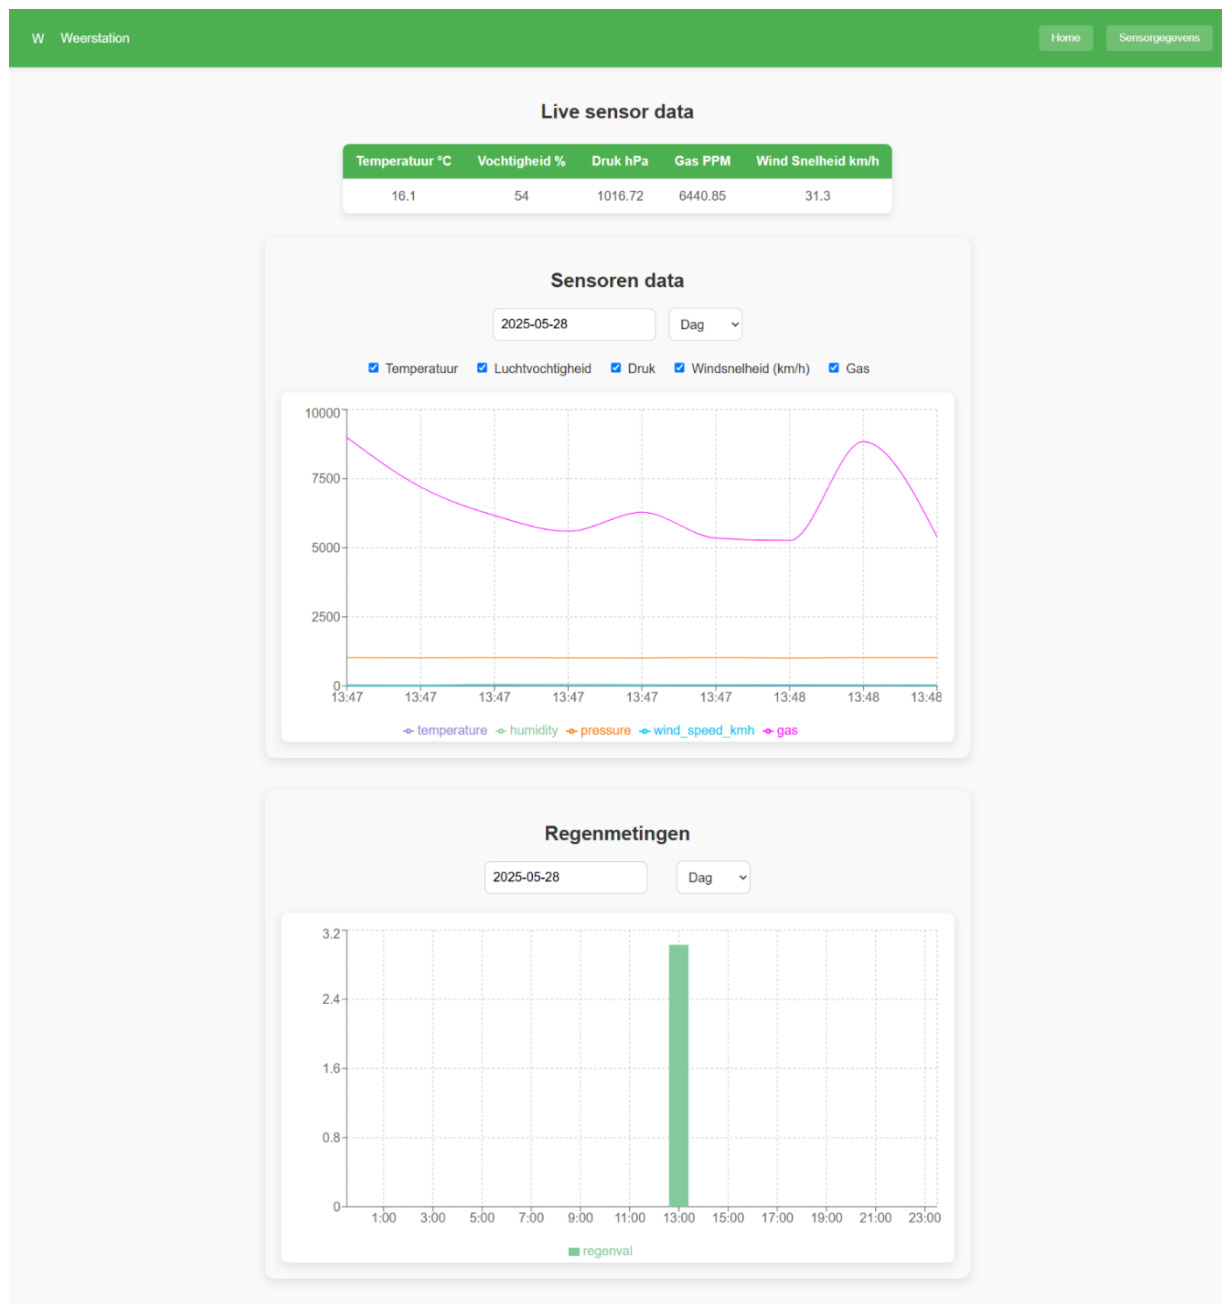 W Weerstation Home Sensorgegevens
Live sensor data
Temperatuur °C Vochtigheid % Druk hPa Gas PPM Wind Snelheid km/h
16.1 54 1016.72 6440.85 31.3
Sensoren data
2025-05-28 Dag
Temperatuur Luchtvochtigheid Druk Windsnelheid (km/h) Gas
10000
7500
5000
2500
0
13:47 13:47 13:47 13:47 13:47 13:47 13:48 13:48 13:48
temperature humidity pressure wind_speed_kmh gas
Regenmetingen
2025-05-28 Dag
3.2
2.4
1.6
0.8
0
1:00 3:00 5:00 7:00 9:00 11:00 13:00 15:00 17:00 19:00 21:00 23:00
regenval